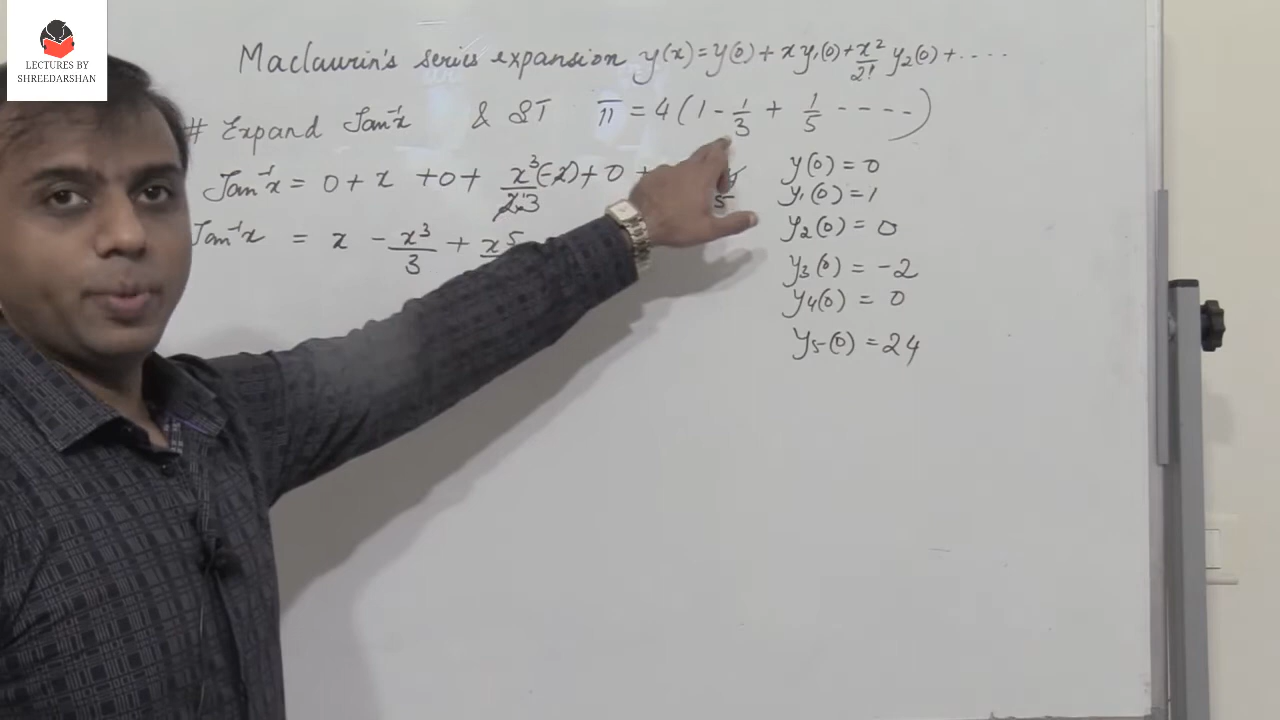 LECTURES BY
SHREEDARSHAN
Maclaurin's series expansion y(x) = y(0) + x y₁(0) + x²/2! y₂(0) + ....
# Expand Tan⁻¹x & ST π = 4 (1 - 1/3 + 1/5 ----)
Tan⁻¹x = 0 + x + 0 + x³/2.3 (-2) + 0 +
y(0) = 0
y₁(0) = 1
Tan⁻¹x = x - x³/3 + x⁵
y₂(0) = 0
y₃(0) = -2
y₄(0) = 0
y₅(0) = 24